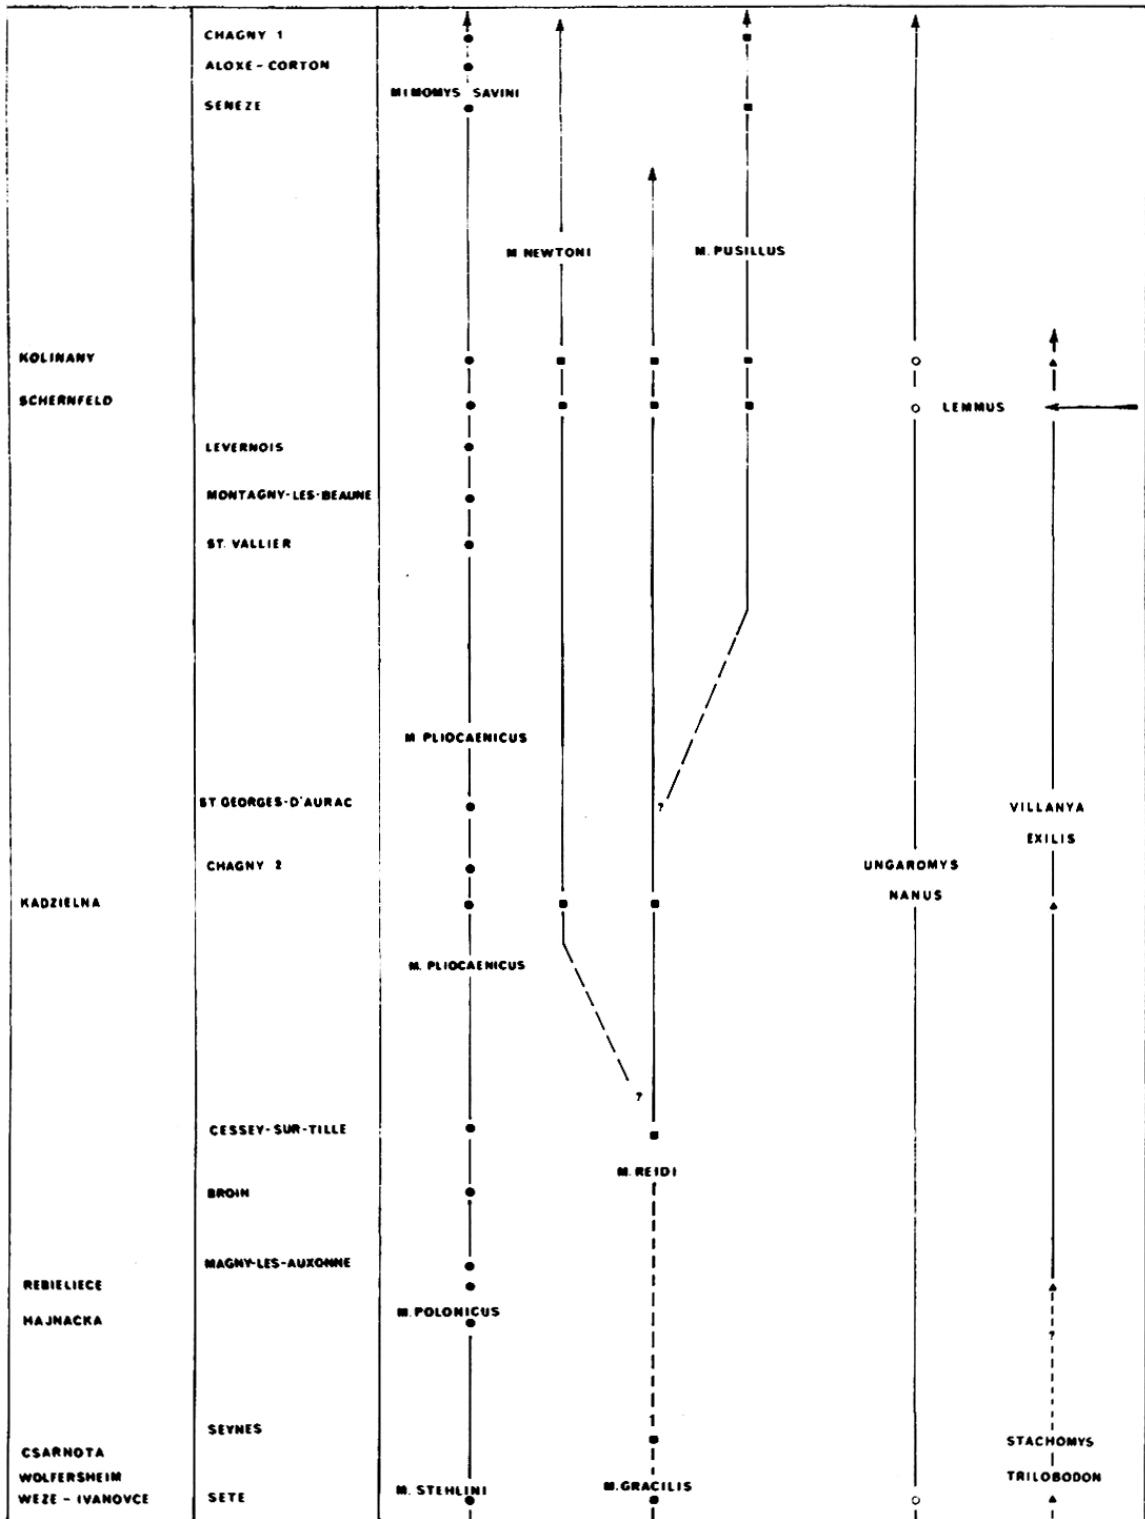 CHAGNY 1
ALOXE - CORTON
MIMOMYS SAVINI
SENEZE
M NEWTONI
M. PUSILLUS
KOLINANY
SCHERNFELD
LEMMUS
LEVERNOIS
MONTAGNY-LES-BEAUNE
ST. VALLIER
M PLIOCAENICUS
ST GEORGES-D'AURAC
?
VILLANYA
EXILIS
CHAGNY 2
UNGAROMYS
NANUS
KADZIELNA
M. PLIOCAENICUS
?
CESSEY-SUR-TILLE
M. REIDI
BROIN
MAGNY-LES-AUXONNE
REBIELIECE
M. POLONICUS
HAJNACKA
?
SEYNES
CSARNOTA
STACHOMYS
WOLFERSHEIM
TRILOBODON
M. STEHLINI
M. GRACILIS
WEZE - IVANOVCE
SETE